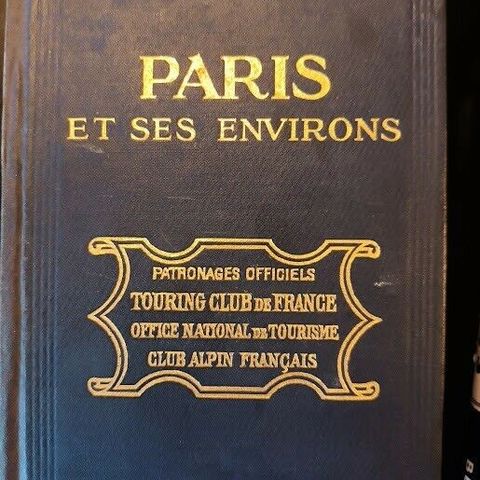 PARIS
ET SES ENVIRONS
PATRONAGES OFFICIELS
TOURING CLUB DE FRANCE
OFFICE NATIONAL DE TOURISME
CLUB ALPIN FRANÇAIS